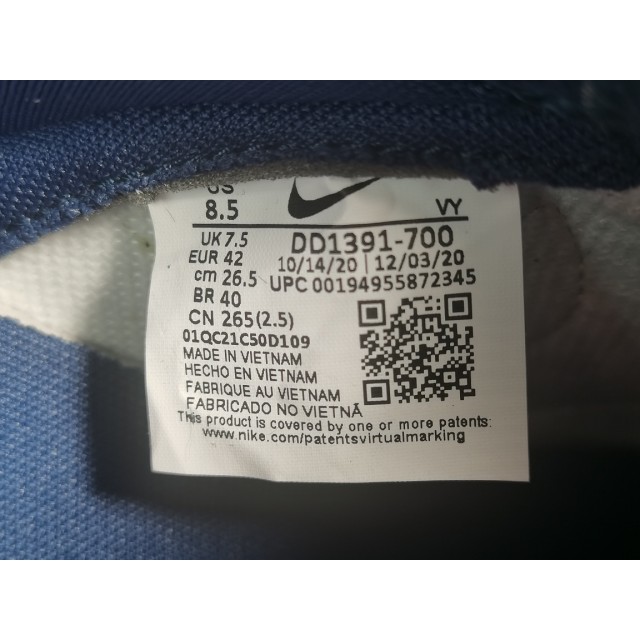 US
8.5
VY
UK 7.5
EUR 42
cm 26.5
BR 40
CN 265(2.5)
DD1391-700
10/14/20 | 12/03/20
UPC 00194955872345
01QC21C50D109
MADE IN VIETNAM
HECHO EN VIETNAM
FABRIQUE AU VIETNAM
FABRICADO NO VIETNÃ
This product is covered by one or more patents:
www.nike.com/patentsvirtualmarking